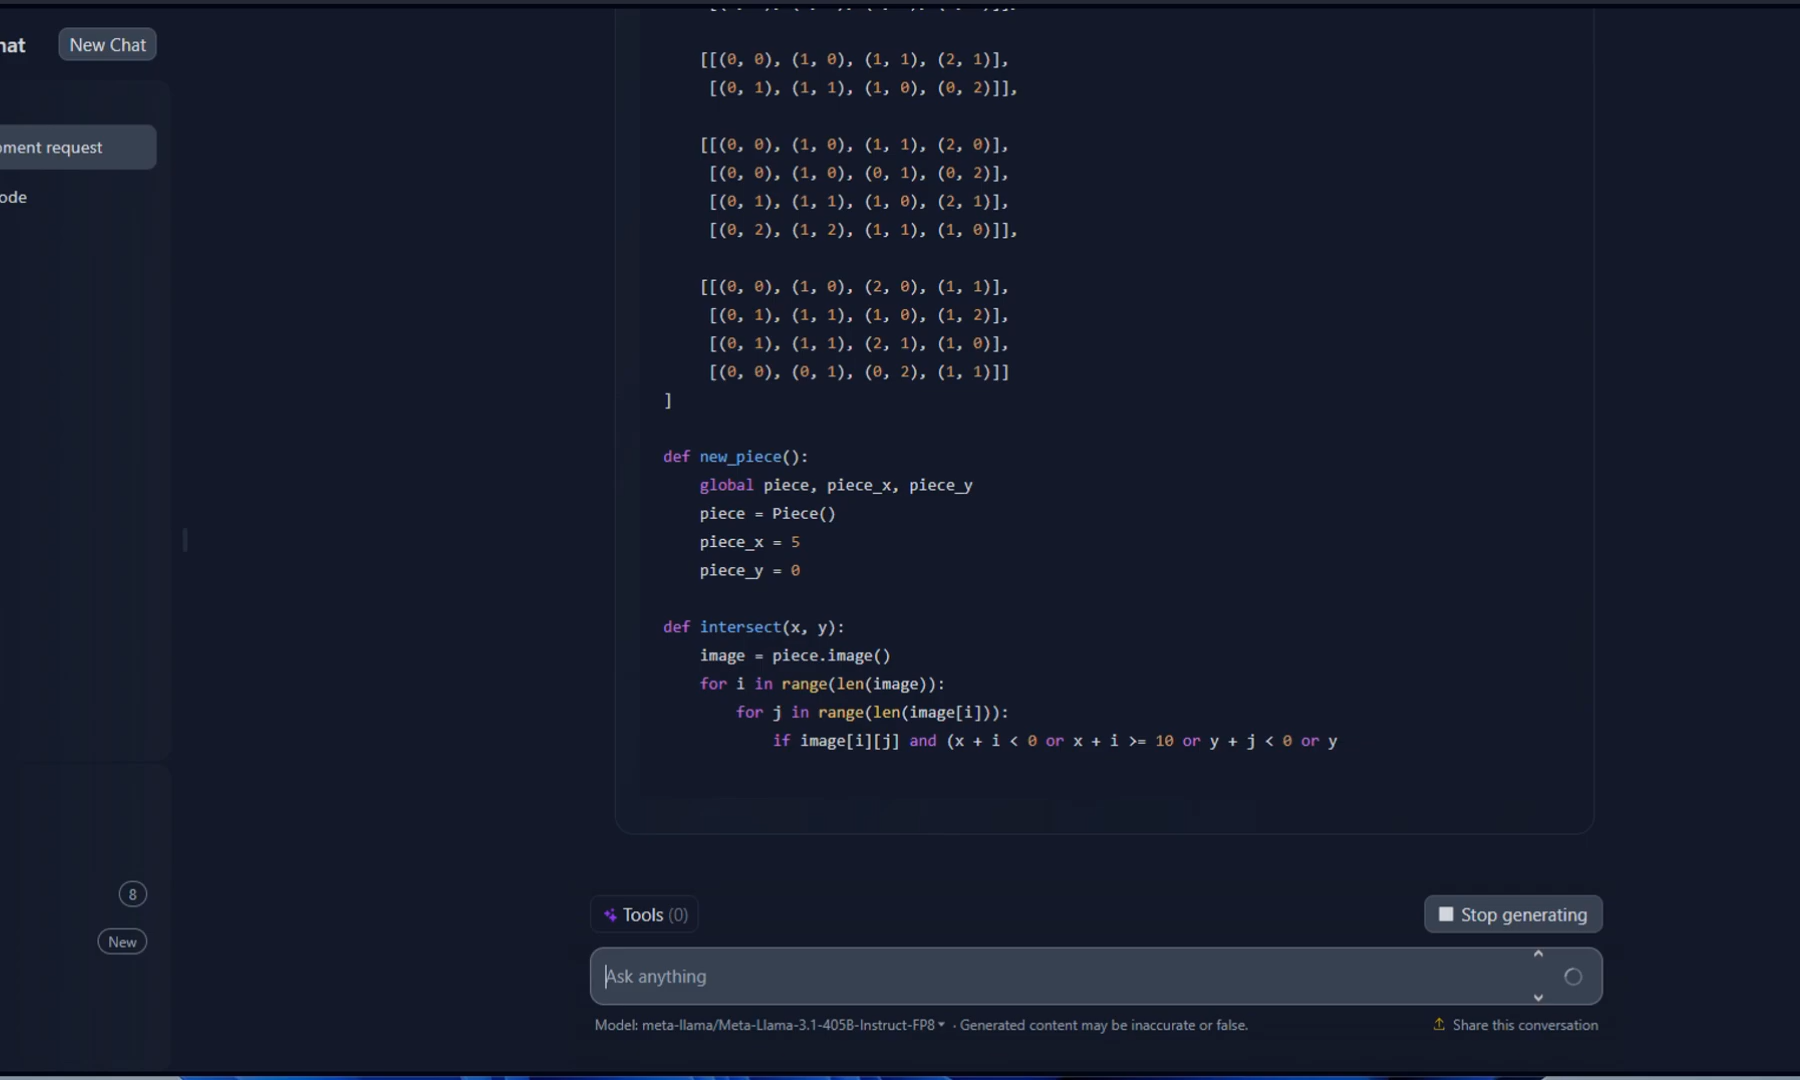 hat
New Chat
oment request
ode
8
New
[[(0, 0), (1, 0), (1, 1), (2, 1)],
[(0, 1), (1, 1), (1, 0), (0, 2)]],
[[(0, 0), (1, 0), (1, 1), (2, 0)],
[(0, 0), (1, 0), (0, 1), (0, 2)],
[(0, 1), (1, 1), (1, 0), (2, 1)],
[(0, 2), (1, 2), (1, 1), (1, 0)]],
[[(0, 0), (1, 0), (2, 0), (1, 1)],
[(0, 1), (1, 1), (1, 0), (1, 2)],
[(0, 1), (1, 1), (2, 1), (1, 0)],
[(0, 0), (0, 1), (0, 2), (1, 1)]]
]
def new_piece():
global piece, piece_x, piece_y
piece = Piece()
piece_x = 5
piece_y = 0
def intersect(x, y):
image = piece.image()
for i in range(len(image)):
for j in range(len(image[i])):
if image[i][j] and (x + i < 0 or x + i >= 10 or y + j < 0 or y
Tools (0)
Stop generating
Ask anything
Model: meta-llama/Meta-Llama-3.1-405B-Instruct-FP8 · Generated content may be inaccurate or false.
Share this conversation